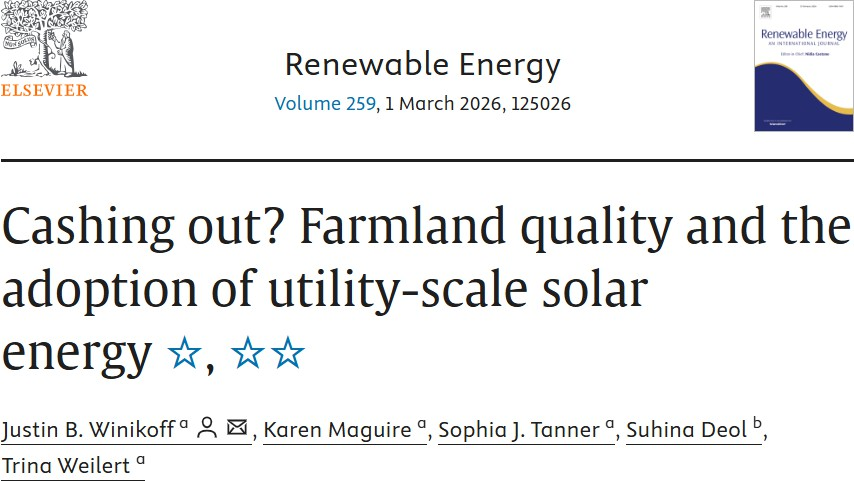 ELSEVIER
Renewable Energy
Volume 259, 1 March 2026, 125026
Renewable Energy
AN INTERNATIONAL JOURNAL
Cashing out? Farmland quality and the
adoption of utility-scale solar
energy ☆, ☆☆
Justin B. Winikoff a, Karen Maguire a, Sophia J. Tanner a, Suhina Deol b,
Trina Weilert a